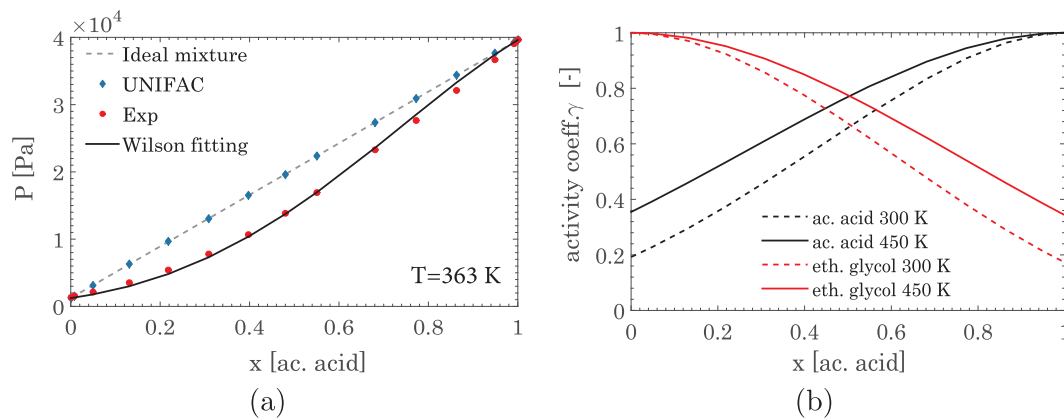 ×10⁴
4
3
2
1
0
P [Pa]
Ideal mixture
UNIFAC
Exp
Wilson fitting
T=363 K
0
0.2
0.4
0.6
0.8
1
x [ac. acid]
(a)
1
0.8
0.6
0.4
0.2
0
activity coeff.γ [-]
ac. acid 300 K
ac. acid 450 K
eth. glycol 300 K
eth. glycol 450 K
0
0.2
0.4
0.6
0.8
1
x [ac. acid]
(b)